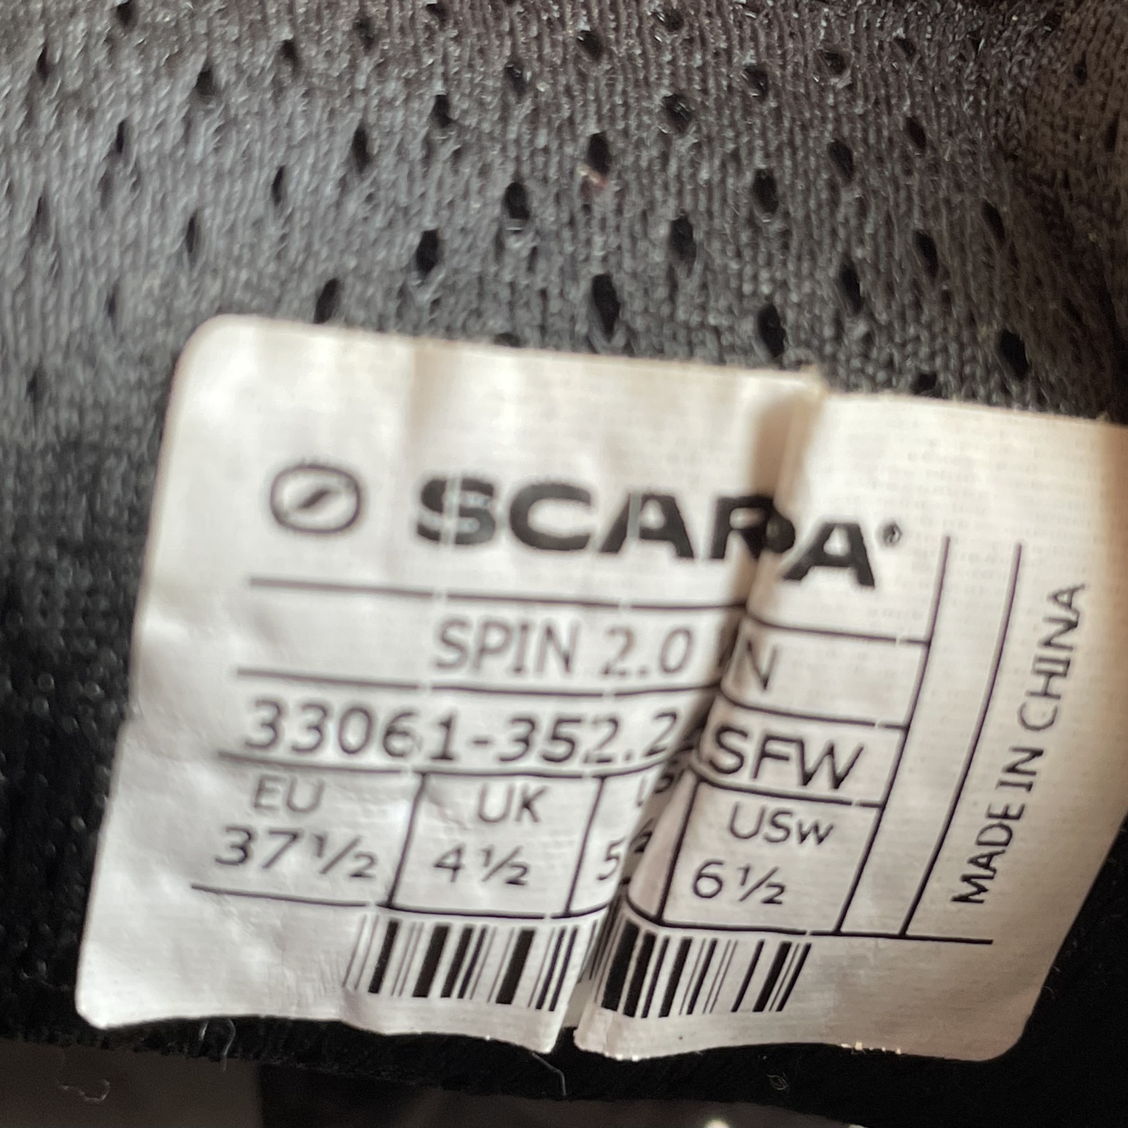 SCARPA®
SPIN 2.0
33061-352.2 SFW
EU UK USw
37½ 4½ 6½
MADE IN CHINA